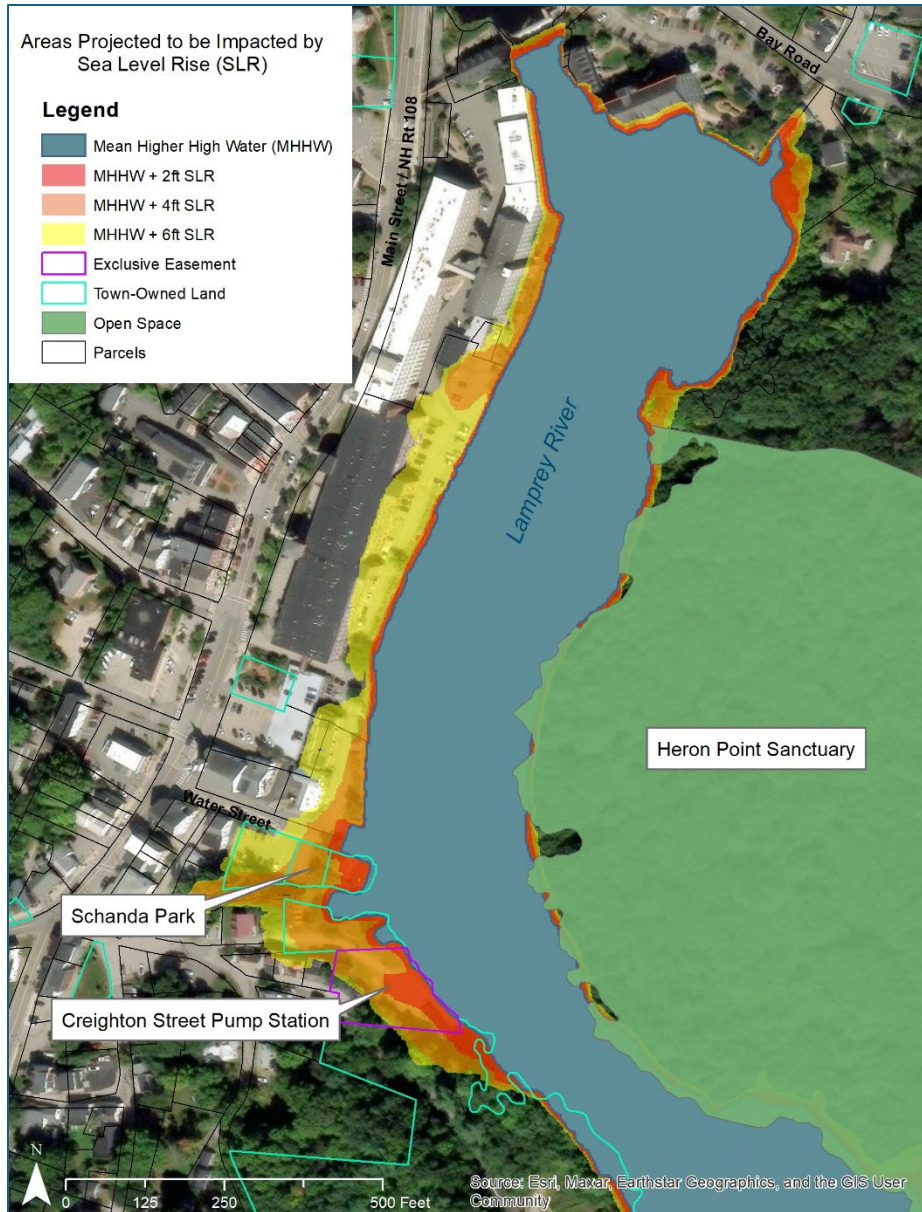 Areas Projected to be Impacted by
Sea Level Rise (SLR)
Legend
Mean Higher High Water (MHHW)
MHHW + 2ft SLR
MHHW + 4ft SLR
MHHW + 6ft SLR
Exclusive Easement
Town-Owned Land
Open Space
Parcels
Bay Road
Main Street / NH Rt 108
Lamprey River
Heron Point Sanctuary
Water Street
Schanda Park
Creighton Street Pump Station
N
0 125 250 500 Feet
Source: Esri, Maxar, Earthstar Geographics, and the GIS User
Community